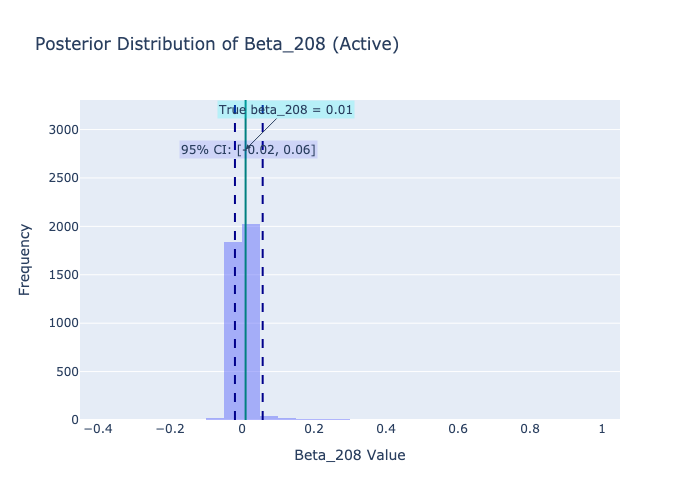 Posterior Distribution of Beta_208 (Active)
True beta_208 = 0.01
95% CI: [-0.02, 0.06]
3000
2500
2000
1500
1000
500
0
Frequency
−0.4 −0.2 0 0.2 0.4 0.6 0.8 1
Beta_208 Value